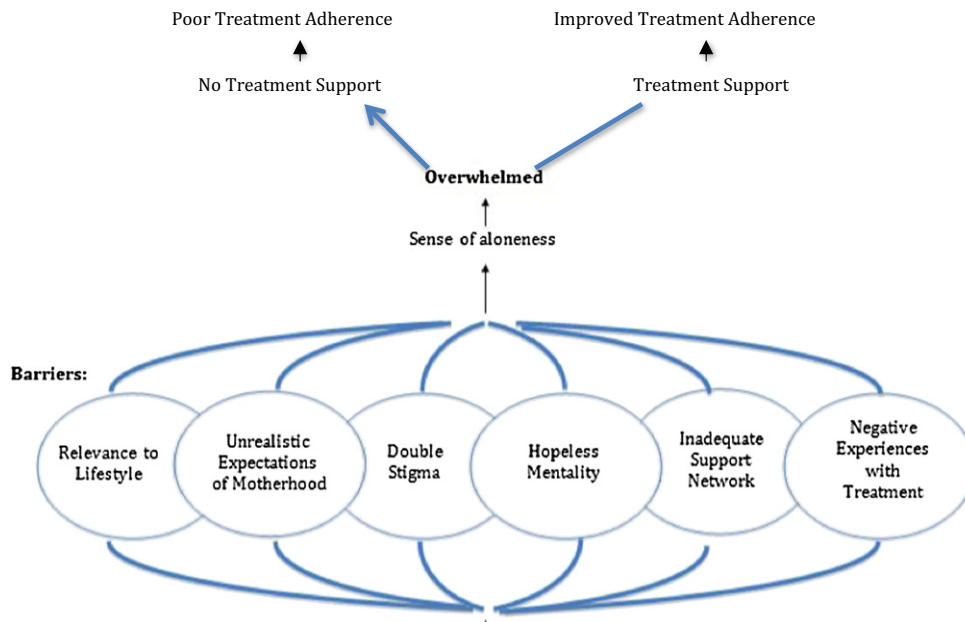 Poor Treatment Adherence
Improved Treatment Adherence
No Treatment Support
Treatment Support
Overwhelmed
Sense of aloneness
Barriers:
Relevance to
Lifestyle
Unrealistic
Expectations
of Motherhood
Double
Stigma
Hopeless
Mentality
Inadequate
Support
Network
Negative
Experiences
with
Treatment